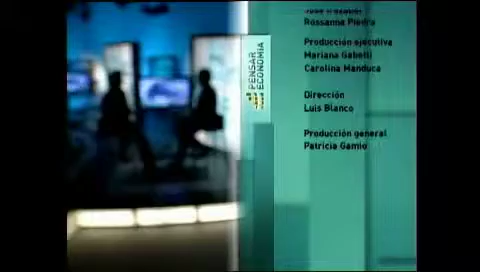 Rossanna Piedra
Producción ejecutiva
Mariana Gabelli
Carolina Manduca
Dirección
Luis Blanco
Producción general
Patricia Gamio
PENSAR
ECONOMÍA